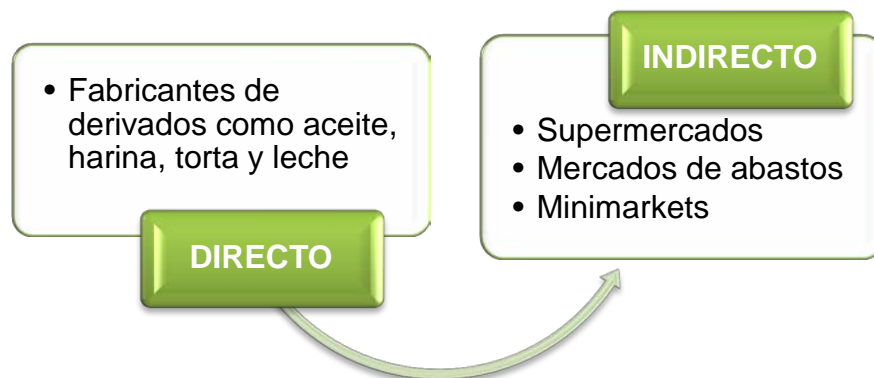 • Fabricantes de
derivados como aceite,
harina, torta y leche
DIRECTO
INDIRECTO
• Supermercados
• Mercados de abastos
• Minimarkets